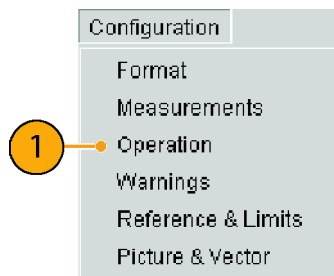 Configuration
Format
Measurements
1
Operation
Warnings
Reference & Limits
Picture & Vector